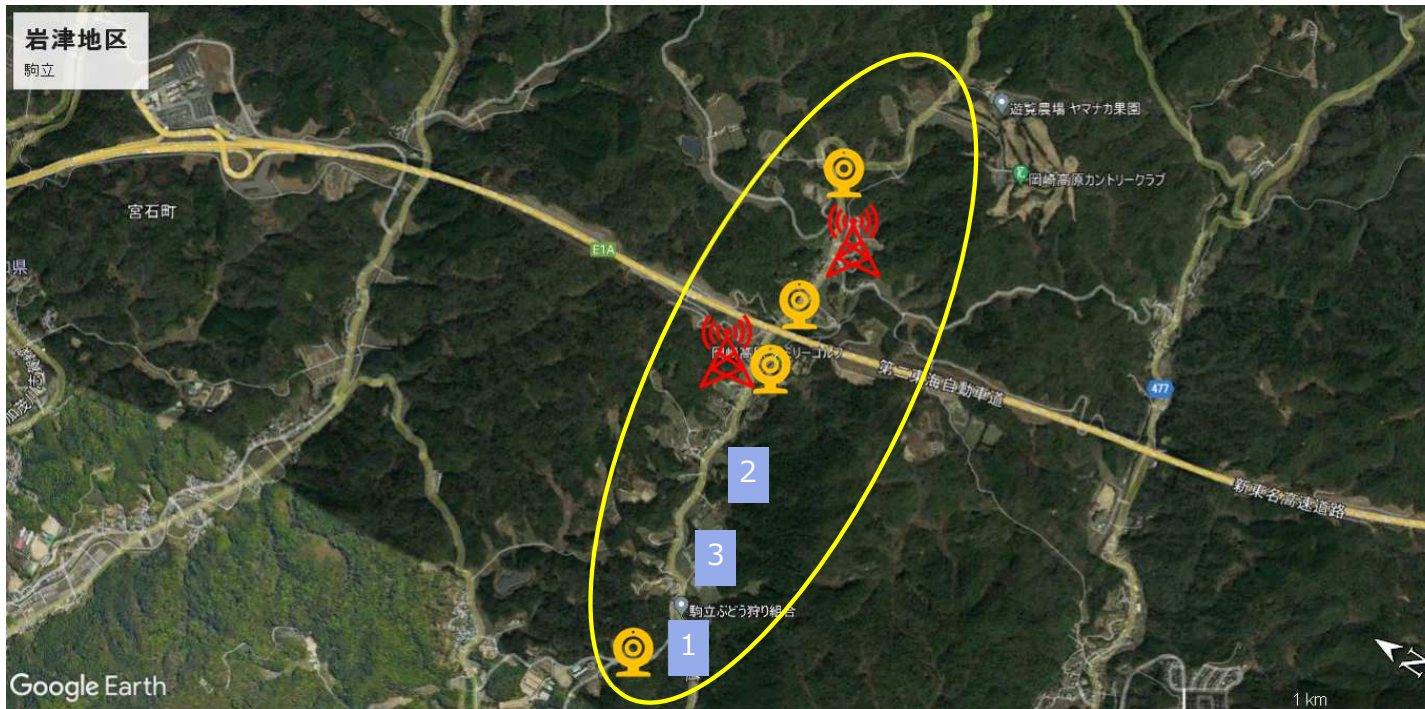 岩津地区
駒立
遊覧農場 ヤマナカ果園
岡崎高原カントリークラブ
宮石町
E1A
第二東海自動車道
477
2
新東名高速道路
3
駒立ぶどう狩り組合
1
N
Google Earth
1 km